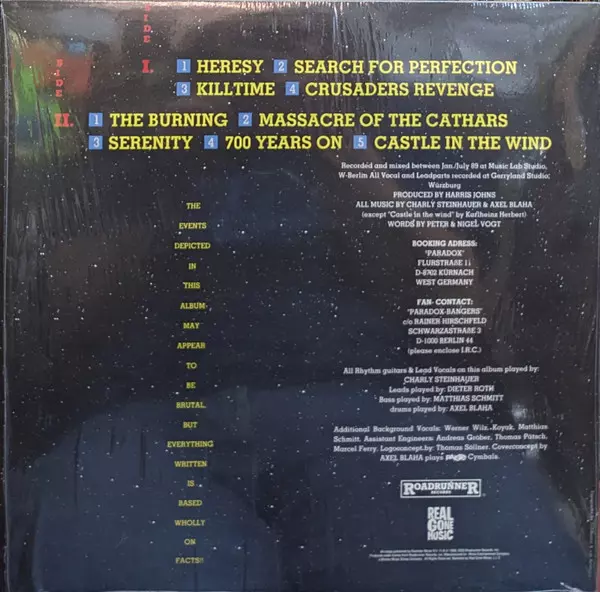 SIDE
I.
1 HERESY 2 SEARCH FOR PERFECTION
3 KILLTIME 4 CRUSADERS REVENGE
SIDE
II.
1 THE BURNING 2 MASSACRE OF THE CATHARS
3 SERENITY 4 700 YEARS ON 5 CASTLE IN THE WIND
Recorded and mixed between Jan./July 89 at Music Lab Studio,
W-Berlin All Vocal and Leadparts recorded at Gerryland Studio,
Würzburg
PRODUCED BY HARRIS JOHNS
ALL MUSIC BY CHARLY STEINHAUER & AXEL BLAHA
(except "Castle in the wind" by Karlheinz Herbert)
WORDS BY PETER & NIGEL VOGT
THE
EVENTS
DEPICTED
IN
THIS
ALBUM
MAY
APPEAR
TO
BE
BRUTAL,
BUT
EVERYTHING
WRITTEN
IS
BASED
WHOLLY
ON
FACTS!!
BOOKING ADRESS:
"PARADOX"
FLURSTRAßE 11
D-8702 KÜRNACH
WEST GERMANY
FAN- CONTACT:
"PARADOX-BANGERS"
c/o RAINER HIRSCHFELD
SCHWARZASTRAßE 3
D-1000 BERLIN 44
(please enclose I.R.C.)
All Rhythm guitars & Lead Vocals on this album played by:
CHARLY STEINHAUER
Leads played by: DIETER ROTH
Bass played by: MATTHIAS SCHMITT
drums played by: AXEL BLAHA
Additional Background Vocals: Werner Wilz, Koyak, Matthias
Schmitt. Assistant Engineers: Andreas Gröber, Thomas Pätsch,
Marcel Ferry. Logoconcept by: Thomas Söllner. Coverconcept by
AXEL BLAHA plays Paiste Cymbals.
ROADRUNNER
RECORDS
REAL
GONE
MUSIC